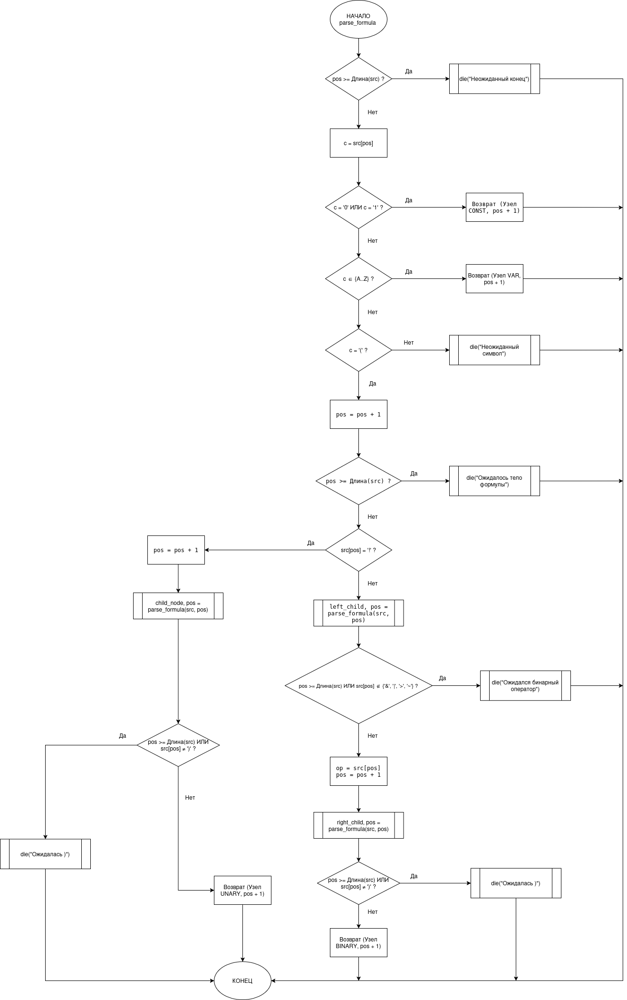 НАЧАЛО
parse_formula
pos >= Длина(src) ?
Да
die("Неожиданный конец")
Нет
c = src[pos]
c = '0' ИЛИ c = '1' ?
Да
Возврат (Узел
CONST, pos + 1)
Нет
c ∈ {A..Z} ?
Да
Возврат (Узел VAR,
pos + 1)
Нет
c = '(' ?
Нет
die("Неожиданный
символ")
Да
pos = pos + 1
pos >= Длина(src) ?
Да
die("Ожидалось тело
формулы")
Нет
src[pos] = '!' ?
Да
pos = pos + 1
Нет
child_node, pos =
parse_formula(src, pos)
left_child, pos =
parse_formula(src,
pos)
pos >= Длина(src) ИЛИ src[pos] ∉ {'&', '|', '>', '~'} ?
Да
die("Ожидался бинарный
оператор")
Нет
pos >= Длина(src) ИЛИ
src[pos] ≠ ')' ?
Да
Нет
op = src[pos]
pos = pos + 1
right_child, pos =
parse_formula(src, pos)
die("Ожидалась )")
pos >= Длина(src) ИЛИ
src[pos] ≠ ')' ?
Да
die("Ожидалась )")
Возврат (Узел
UNARY, pos + 1)
Нет
Возврат (Узел
BINARY, pos + 1)
КОНЕЦ